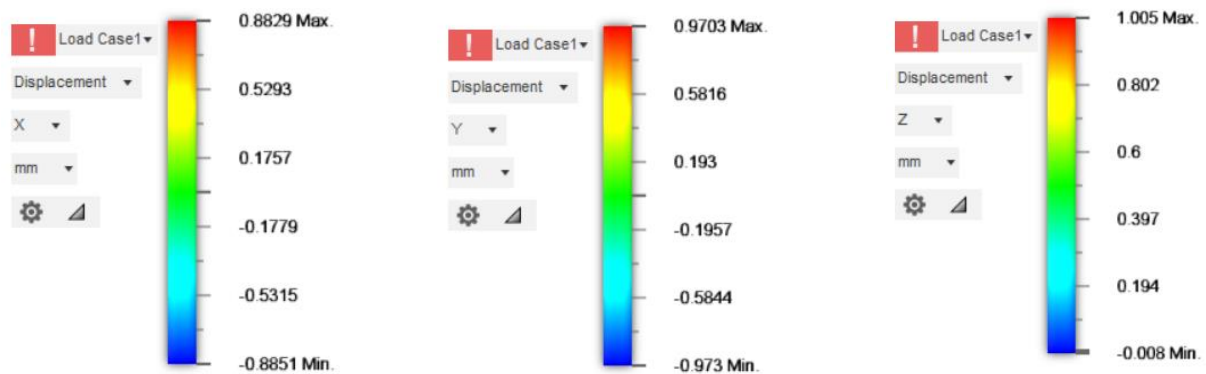 ! Load Case1
Displacement
X
mm
0.8829 Max.
0.5293
0.1757
-0.1779
-0.5315
-0.8851 Min.
! Load Case1
Displacement
Y
mm
0.9703 Max.
0.5816
0.193
-0.1957
-0.5844
-0.973 Min.
! Load Case1
Displacement
Z
mm
1.005 Max.
0.802
0.6
0.397
0.194
-0.008 Min.